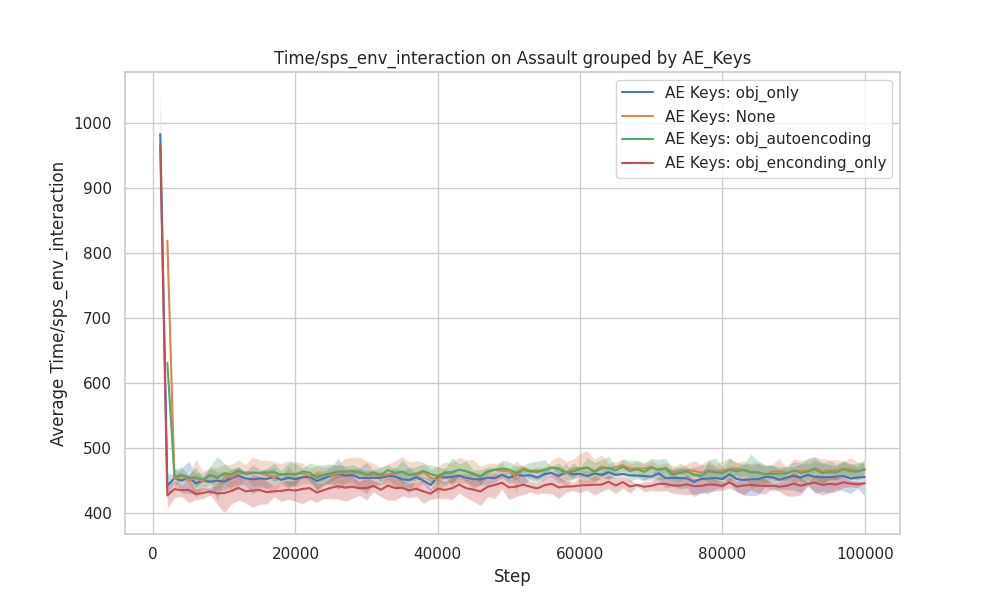 Time/sps_env_interaction on Assault grouped by AE_Keys
AE Keys: obj_only
AE Keys: None
AE Keys: obj_autoencoding
AE Keys: obj_enconding_only
Average Time/sps_env_interaction
1000
900
800
700
600
500
400
0
20000
40000
60000
80000
100000
Step